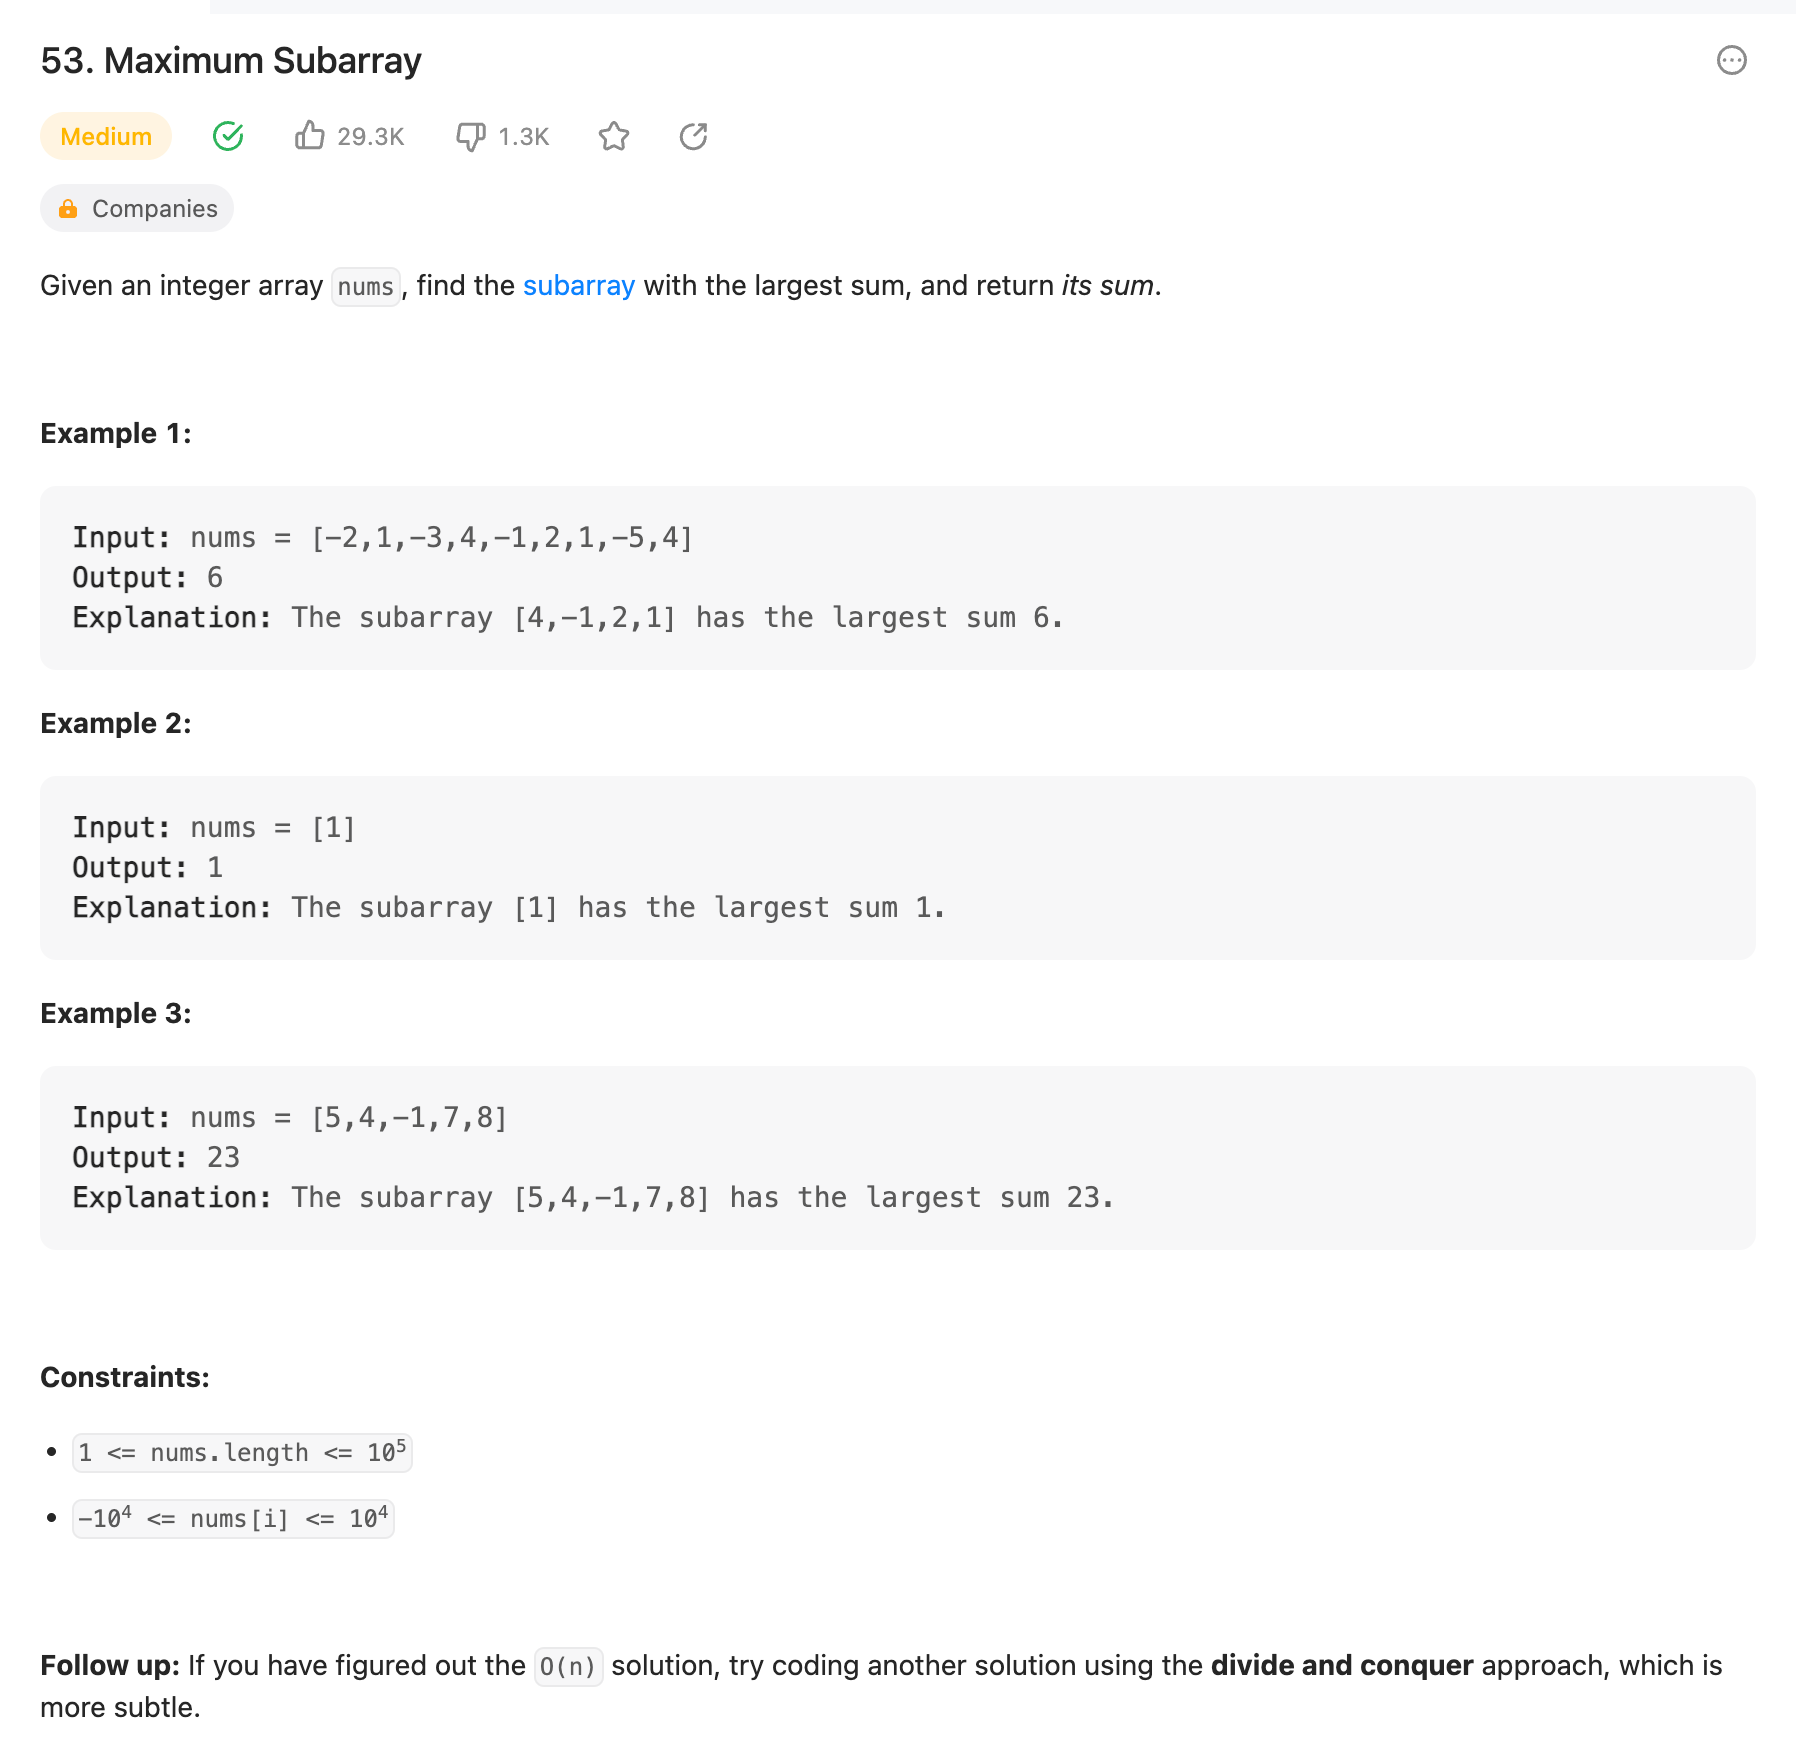 53. Maximum Subarray
Medium 29.3K 1.3K
Companies
Given an integer array nums, find the subarray with the largest sum, and return its sum.
Example 1:
Input: nums = [-2,1,-3,4,-1,2,1,-5,4]
Output: 6
Explanation: The subarray [4,-1,2,1] has the largest sum 6.
Example 2:
Input: nums = [1]
Output: 1
Explanation: The subarray [1] has the largest sum 1.
Example 3:
Input: nums = [5,4,-1,7,8]
Output: 23
Explanation: The subarray [5,4,-1,7,8] has the largest sum 23.
Constraints:
• 1 <= nums.length <= 10⁵
• -10⁴ <= nums[i] <= 10⁴
Follow up: If you have figured out the O(n) solution, try coding another solution using the divide and conquer approach, which is
more subtle.